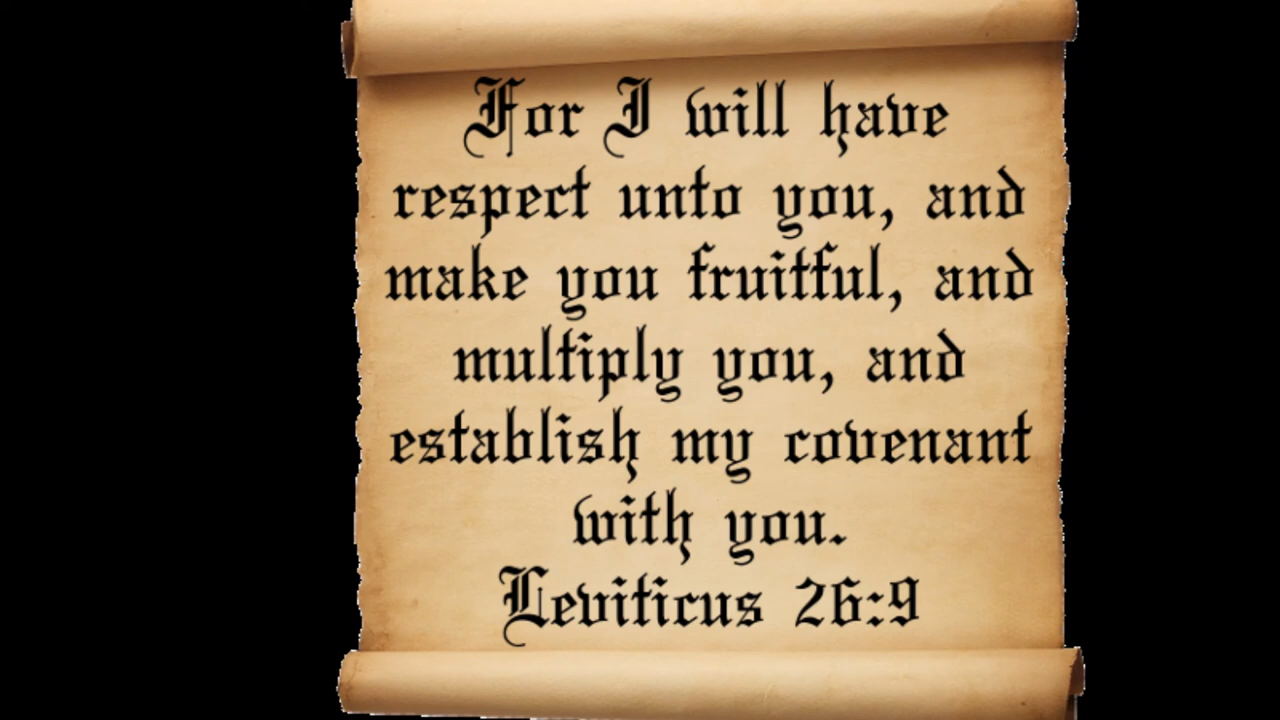 For I will have
respect unto you, and
make you fruitful, and
multiply you, and
establish my covenant
with you.
Leviticus 26:9